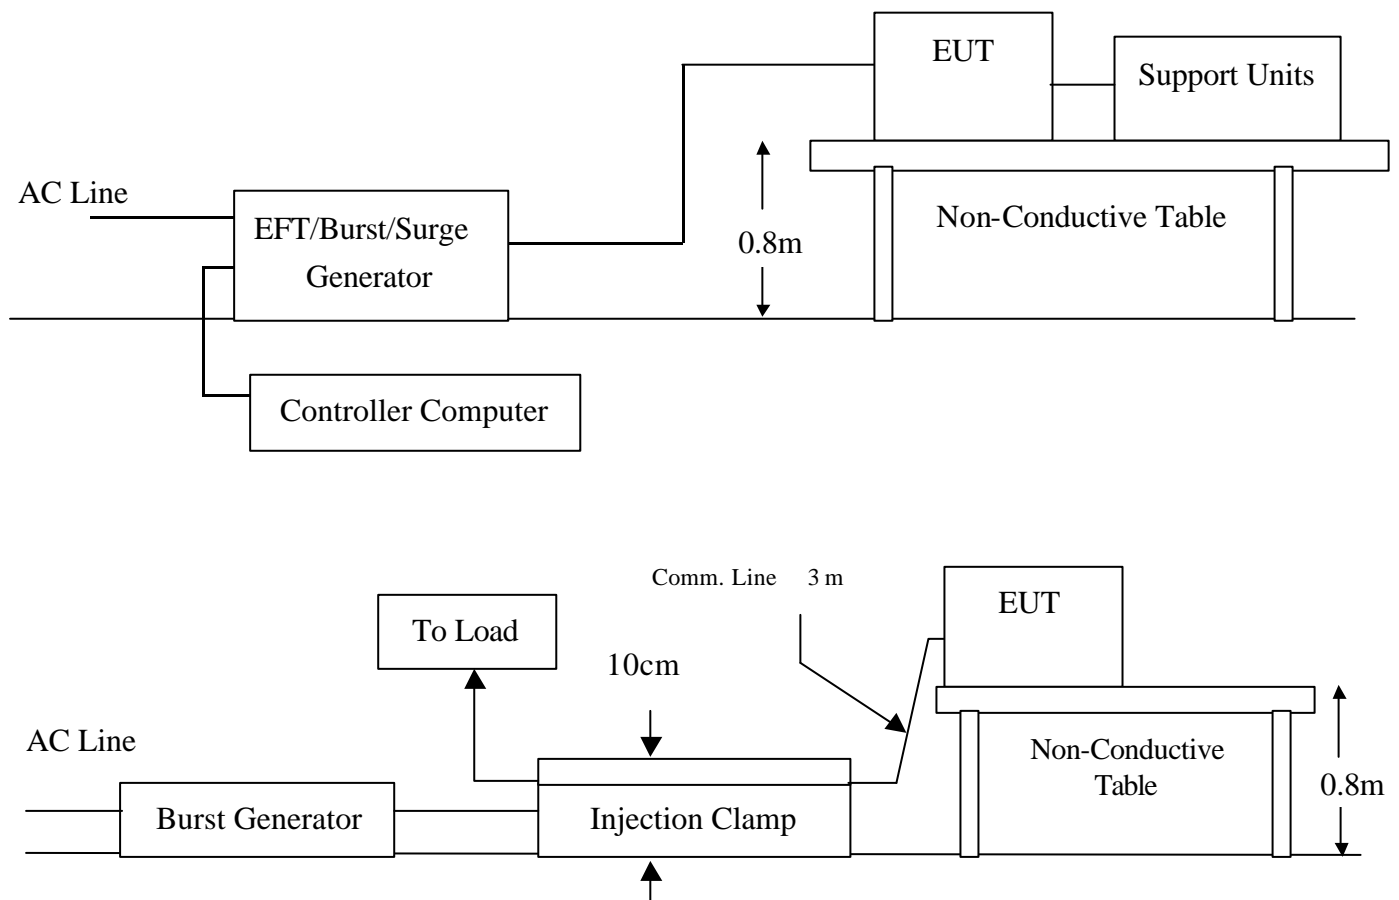 EUT
Support Units
AC Line
EFT/Burst/Surge
Generator
0.8m
Non-Conductive Table
Controller Computer
Comm. Line 3 m
EUT
To Load
10cm
AC Line
Non-Conductive
Table
0.8m
Burst Generator
Injection Clamp